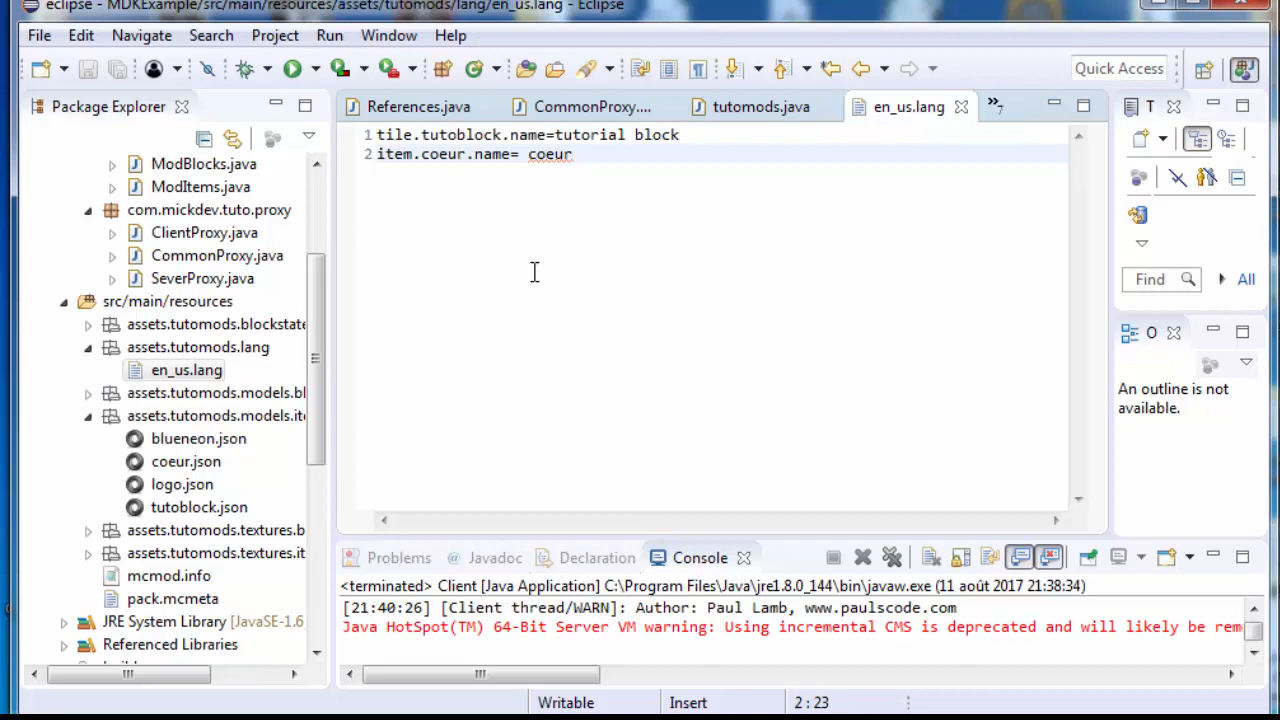 eclipse - MDKExample/src/main/resources/assets/tutomods/lang/en_us.lang - Eclipse
File Edit Navigate Search Project Run Window Help
Quick Access
Package Explorer
References.java
CommonProxy....
tutomods.java
en_us.lang
»7
T
1 tile.tutoblock.name=tutorial block
2 item.coeur.name= coeur
ModBlocks.java
ModItems.java
com.mickdev.tuto.proxy
ClientProxy.java
CommonProxy.java
SeverProxy.java
src/main/resources
assets.tutomods.blockstate
assets.tutomods.lang
en_us.lang
assets.tutomods.models.bl
assets.tutomods.models.ite
blueneon.json
coeur.json
logo.json
tutoblock.json
assets.tutomods.textures.b
assets.tutomods.textures.it
mcmod.info
pack.mcmeta
JRE System Library [JavaSE-1.6
Referenced Libraries
Find
All
O
An outline is not
available.
Problems
@ Javadoc
Declaration
Console
<terminated> Client [Java Application] C:\Program Files\Java\jre1.8.0_144\bin\javaw.exe (11 août 2017 21:38:34)
[21:40:26] [Client thread/WARN]: Author: Paul Lamb, www.paulscode.com
Java HotSpot(TM) 64-Bit Server VM warning: Using incremental CMS is deprecated and will likely be rem
Writable
Insert
2 : 23